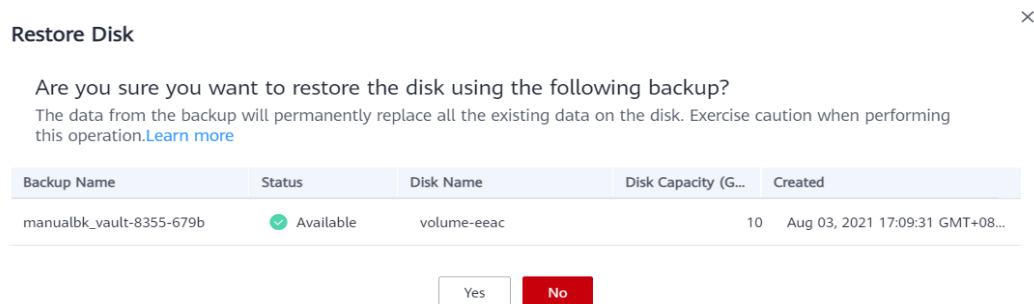 Restore Disk
Are you sure you want to restore the disk using the following backup?
The data from the backup will permanently replace all the existing data on the disk. Exercise caution when performing
this operation.Learn more
Backup Name Status Disk Name Disk Capacity (G... Created
manualbk_vault-8355-679b Available volume-eeac 10 Aug 03, 2021 17:09:31 GMT+08...
Yes No